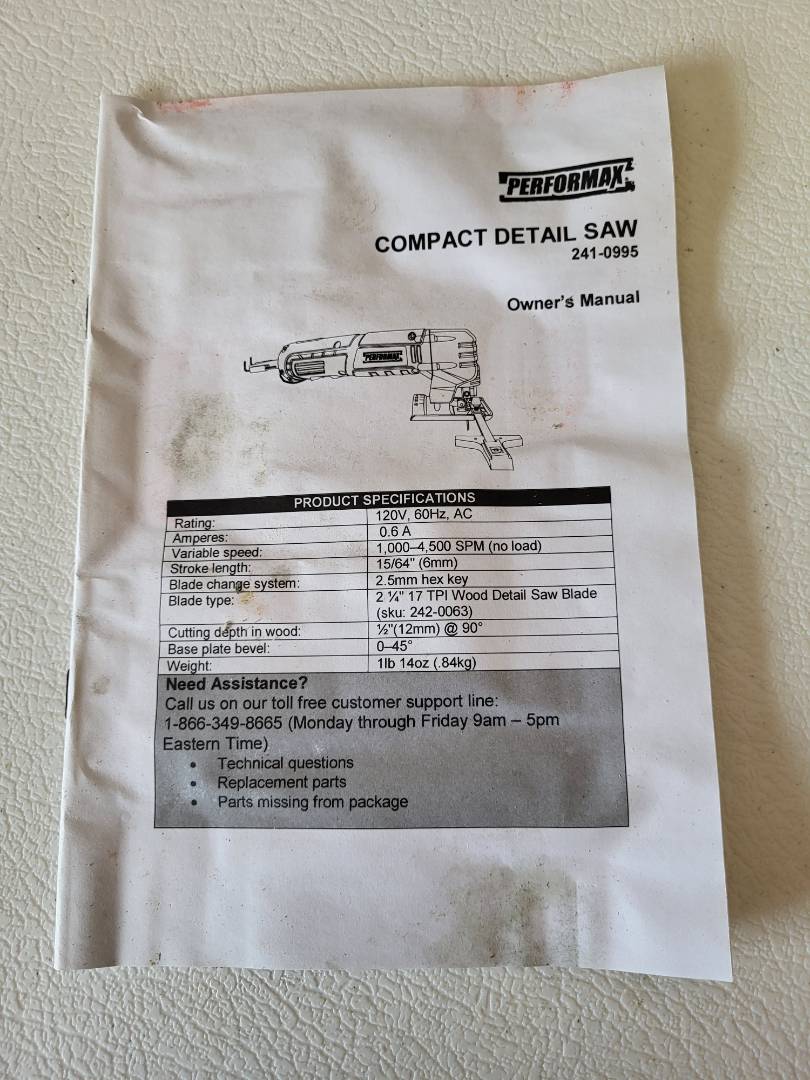 PERFORMAX
COMPACT DETAIL SAW
241-0995
Owner's Manual
PERFORMAX
PRODUCT SPECIFICATIONS
Rating: 120V, 60Hz, AC
Amperes: 0.6 A
Variable speed: 1,000–4,500 SPM (no load)
Stroke length: 15/64" (6mm)
Blade change system: 2.5mm hex key
Blade type: 2 ¼" 17 TPI Wood Detail Saw Blade
(sku: 242-0063)
Cutting depth in wood: ½"(12mm) @ 90°
Base plate bevel: 0–45°
Weight: 1lb 14oz (.84kg)
Need Assistance?
Call us on our toll free customer support line:
1-866-349-8665 (Monday through Friday 9am – 5pm
Eastern Time)
• Technical questions
• Replacement parts
• Parts missing from package